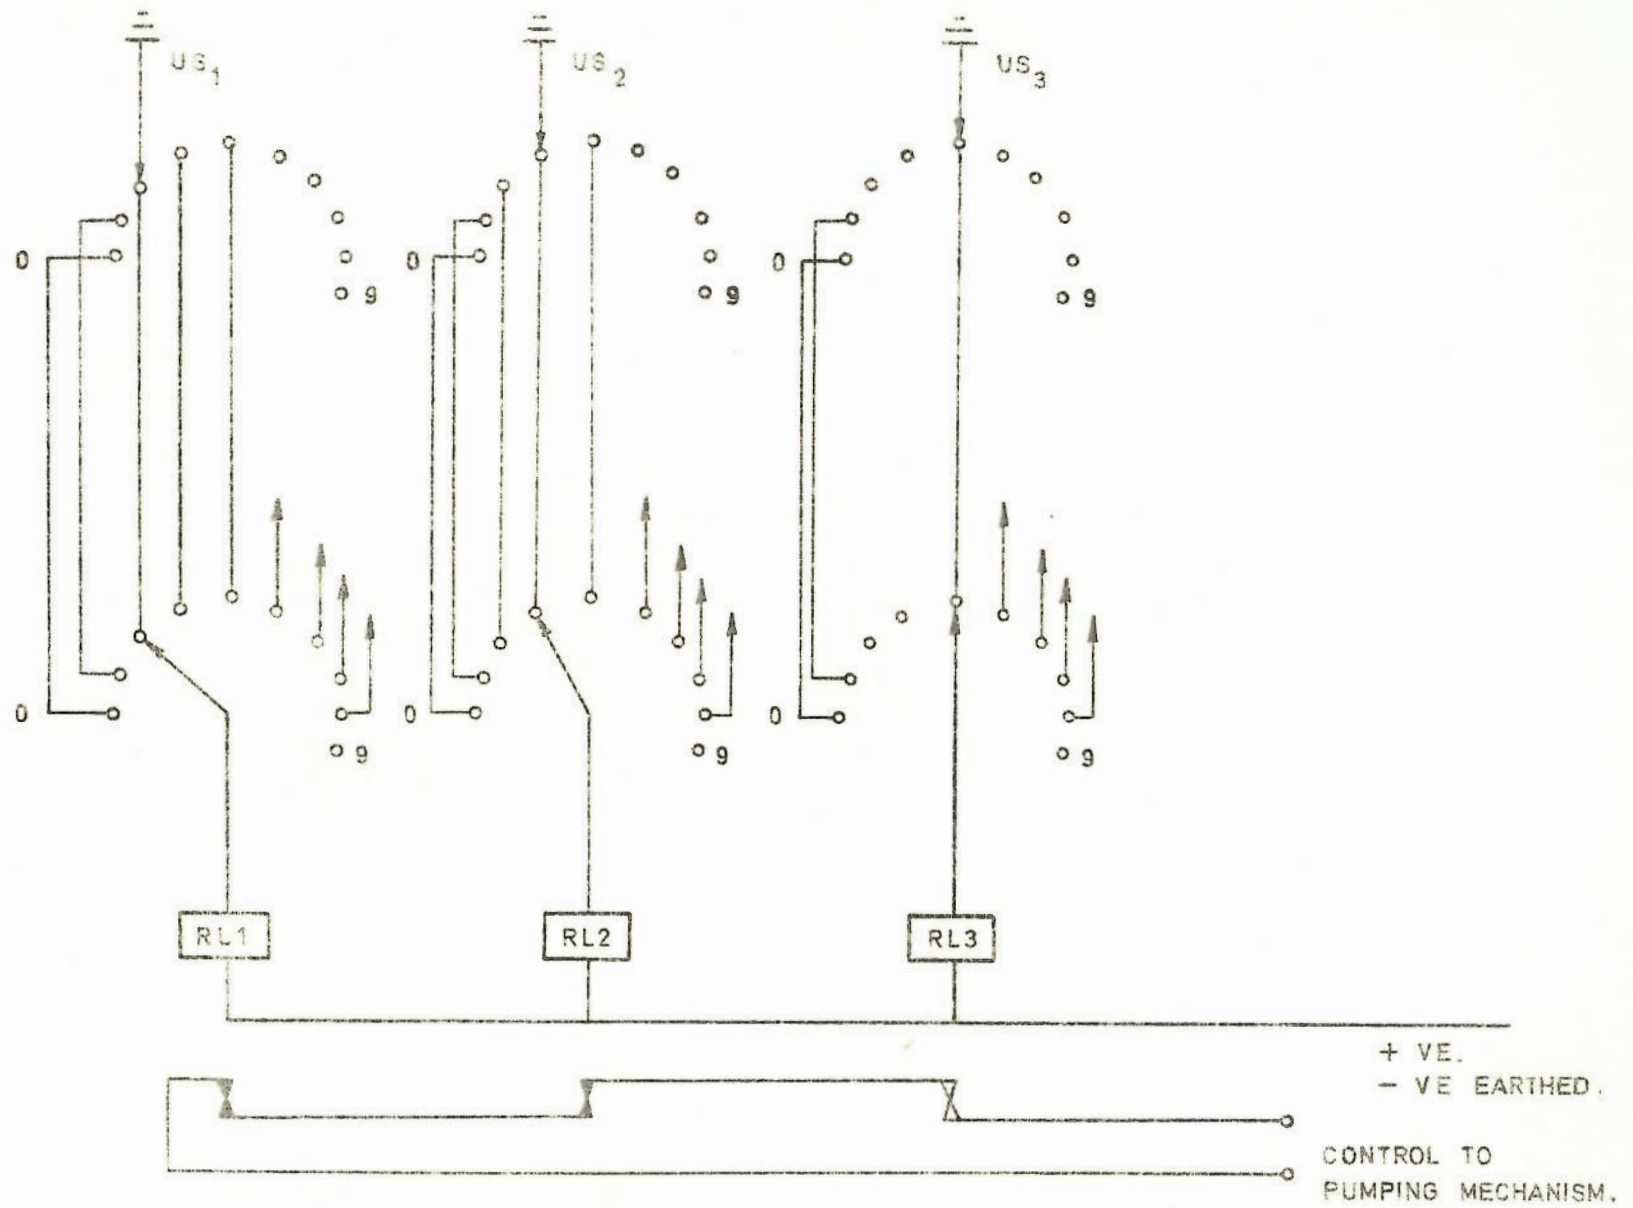 US1
US2
US3
0
0
0
9
9
9
0
0
0
9
9
9
RL1
RL2
RL3
+ VE.
- VE EARTHED.
CONTROL TO
PUMPING MECHANISM.